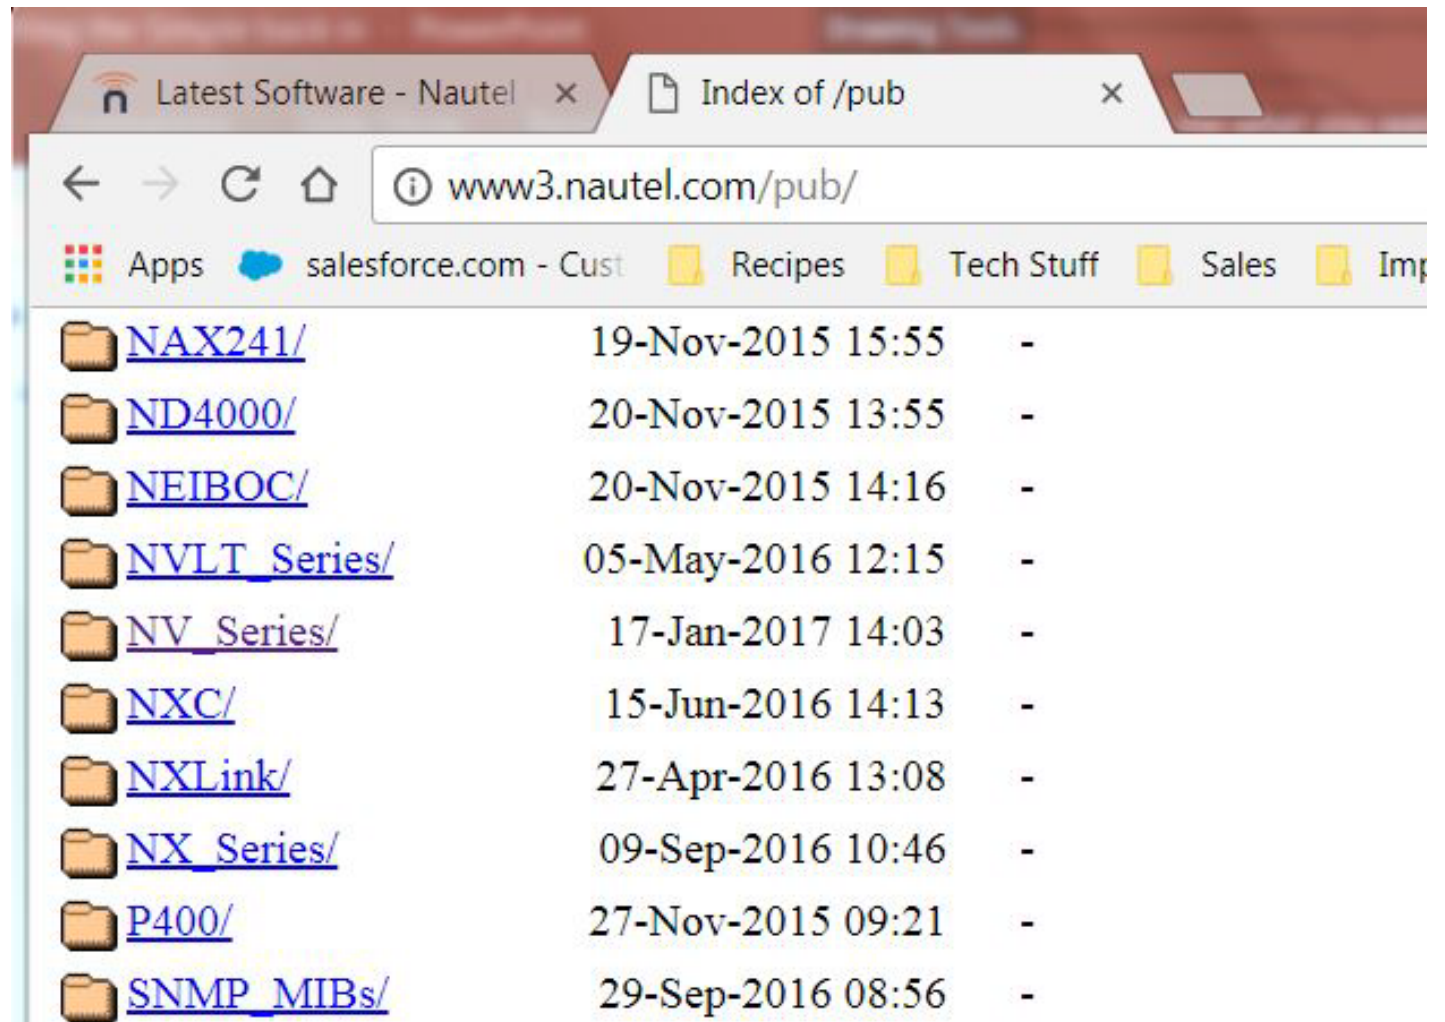 Drawing Tools
Latest Software - Nautel × Index of /pub ×
www3.nautel.com/pub/
Apps salesforce.com - Cust Recipes Tech Stuff Sales Imp
NAX241/ 19-Nov-2015 15:55 -
ND4000/ 20-Nov-2015 13:55 -
NEIBOC/ 20-Nov-2015 14:16 -
NVLT_Series/ 05-May-2016 12:15 -
NV_Series/ 17-Jan-2017 14:03 -
NXC/ 15-Jun-2016 14:13 -
NXLink/ 27-Apr-2016 13:08 -
NX_Series/ 09-Sep-2016 10:46 -
P400/ 27-Nov-2015 09:21 -
SNMP_MIBs/ 29-Sep-2016 08:56 -